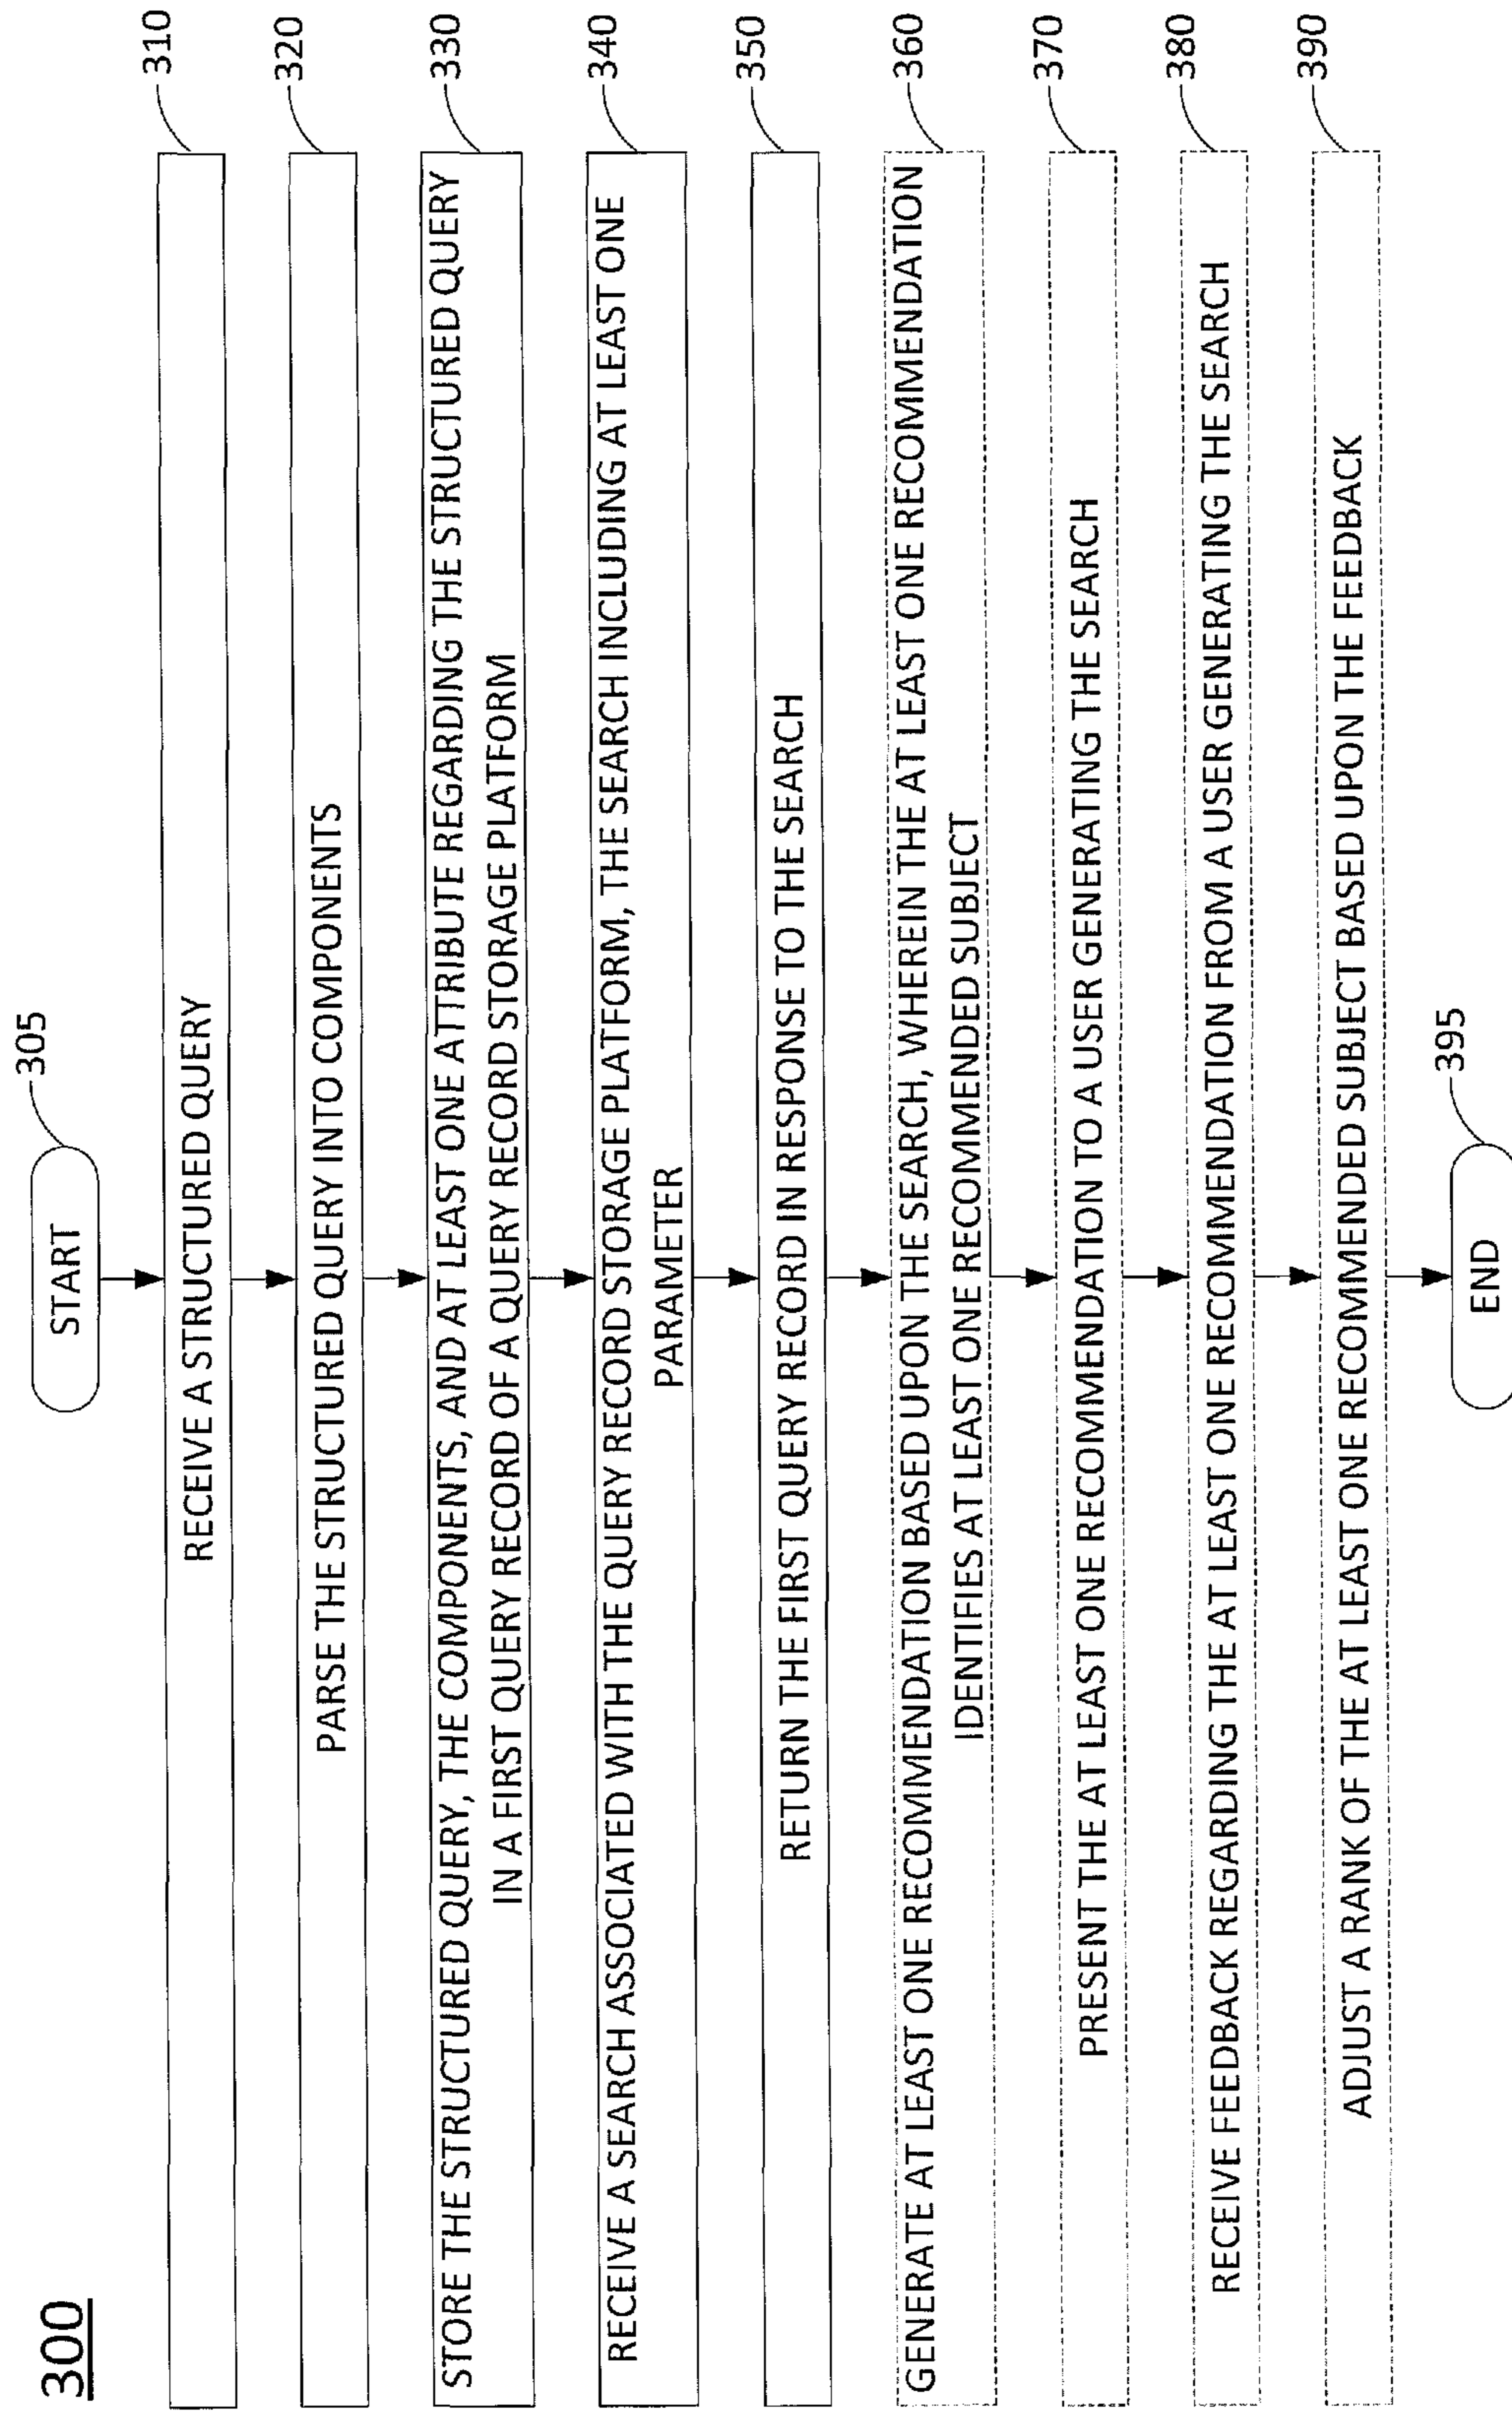 300
START
305
RECEIVE A STRUCTURED QUERY
310
PARSE THE STRUCTURED QUERY INTO COMPONENTS
320
STORE THE STRUCTURED QUERY, THE COMPONENTS, AND AT LEAST ONE ATTRIBUTE REGARDING THE STRUCTURED QUERY
IN A FIRST QUERY RECORD OF A QUERY RECORD STORAGE PLATFORM
330
RECEIVE A SEARCH ASSOCIATED WITH THE QUERY RECORD STORAGE PLATFORM, THE SEARCH INCLUDING AT LEAST ONE
PARAMETER
340
RETURN THE FIRST QUERY RECORD IN RESPONSE TO THE SEARCH
350
GENERATE AT LEAST ONE RECOMMENDATION BASED UPON THE SEARCH, WHEREIN THE AT LEAST ONE RECOMMENDATION
IDENTIFIES AT LEAST ONE RECOMMENDED SUBJECT
360
PRESENT THE AT LEAST ONE RECOMMENDATION TO A USER GENERATING THE SEARCH
370
RECEIVE FEEDBACK REGARDING THE AT LEAST ONE RECOMMENDATION FROM A USER GENERATING THE SEARCH
380
ADJUST A RANK OF THE AT LEAST ONE RECOMMENDED SUBJECT BASED UPON THE FEEDBACK
390
END
395